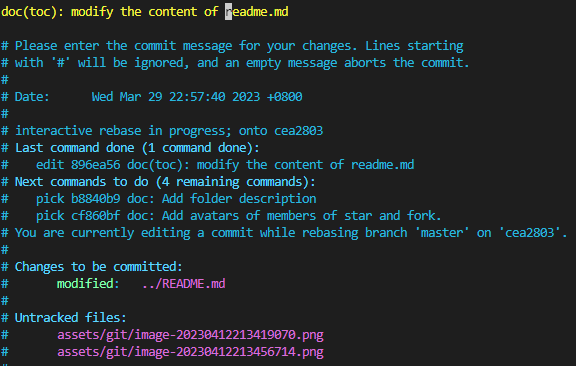 doc(toc): modify the content of readme.md
# Please enter the commit message for your changes. Lines starting
# with '#' will be ignored, and an empty message aborts the commit.
#
# Date:      Wed Mar 29 22:57:40 2023 +0800
#
# interactive rebase in progress; onto cea2803
# Last command done (1 command done):
#    edit 896ea56 doc(toc): modify the content of readme.md
# Next commands to do (4 remaining commands):
#    pick b8840b9 doc: Add folder description
#    pick cf860bf doc: Add avatars of members of star and fork.
# You are currently editing a commit while rebasing branch 'master' on 'cea2803'.
#
# Changes to be committed:
#       modified:   ../README.md
#
# Untracked files:
#       assets/git/image-20230412213419070.png
#       assets/git/image-20230412213456714.png